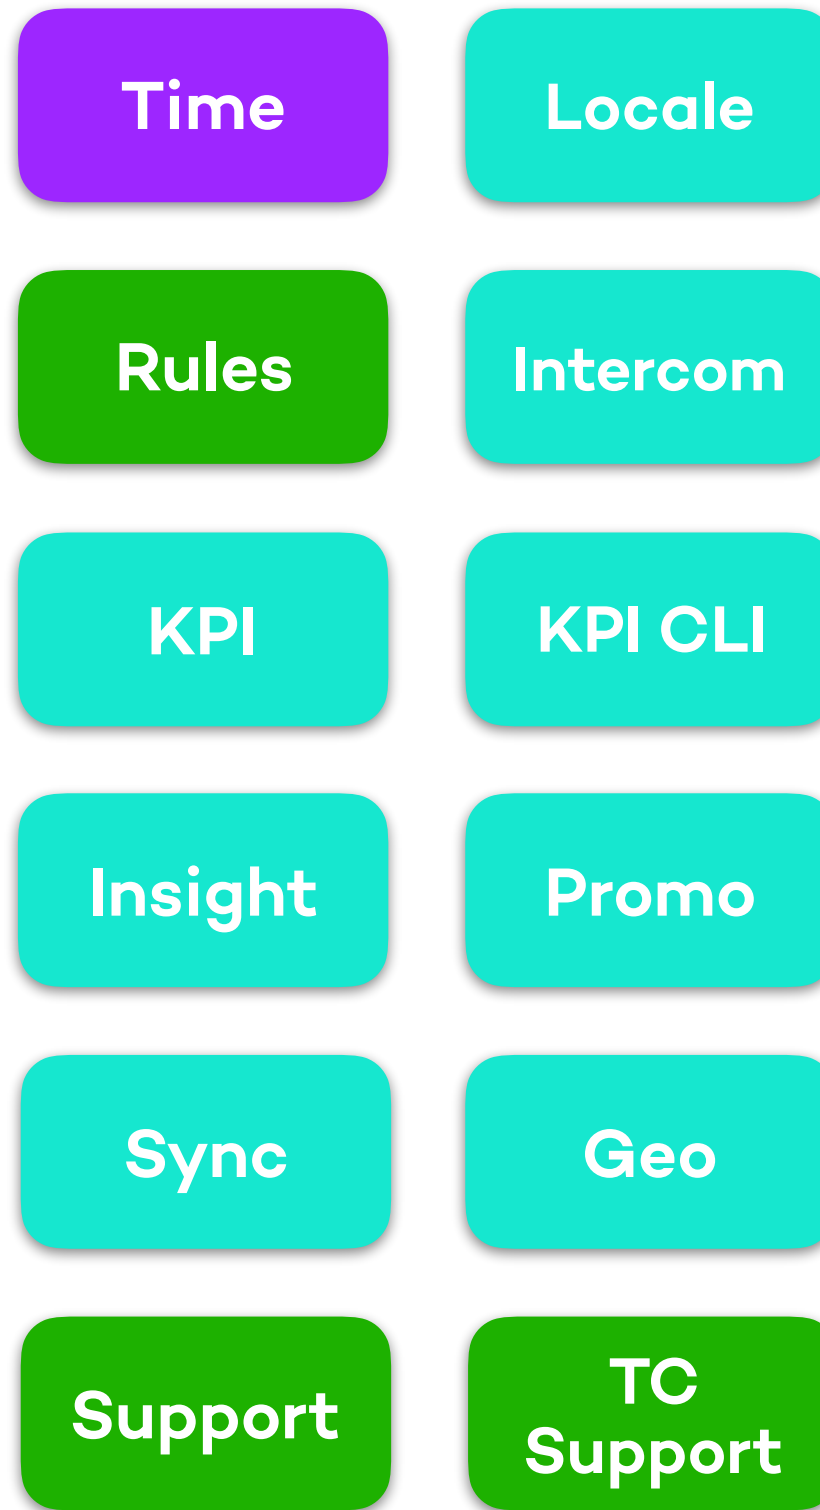 Time
Locale
Rules
Intercom
KPI
KPI CLI
Insight
Promo
Sync
Geo
Support
TC
Support